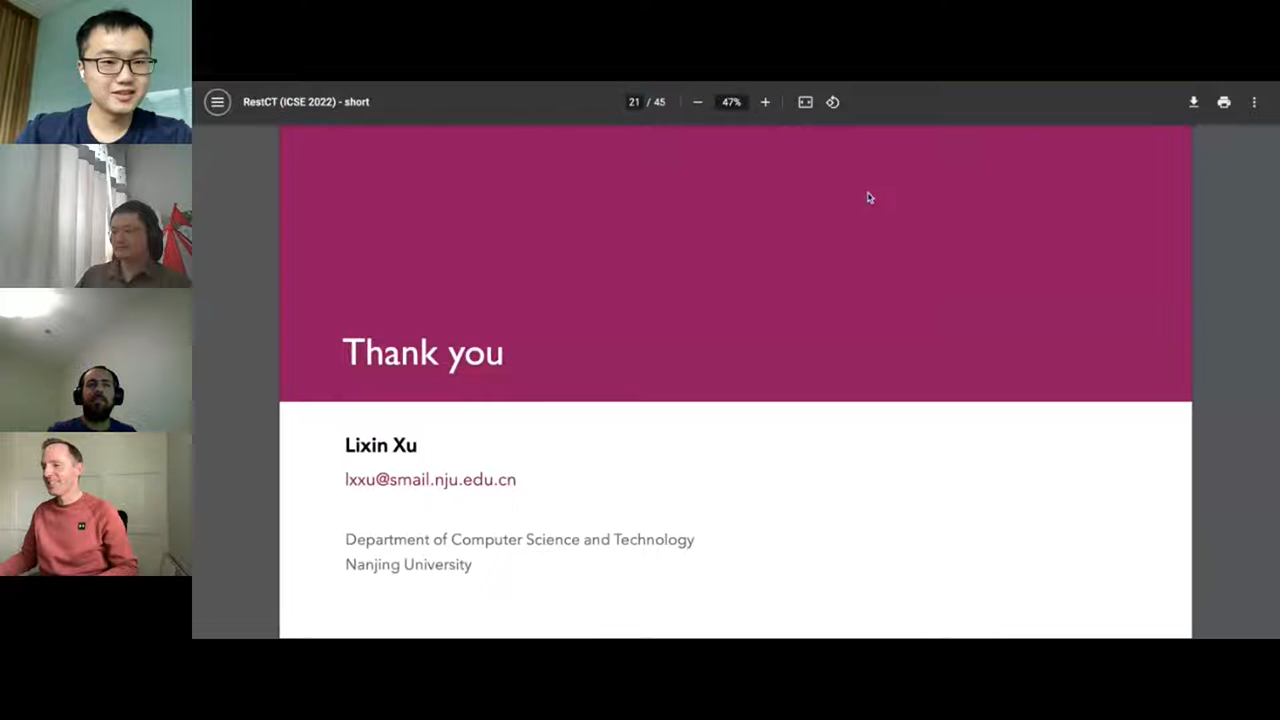 RestCT (ICSE 2022) - short
21 / 45
47%
Thank you
Lixin Xu
lxxu@smail.nju.edu.cn
Department of Computer Science and Technology
Nanjing University